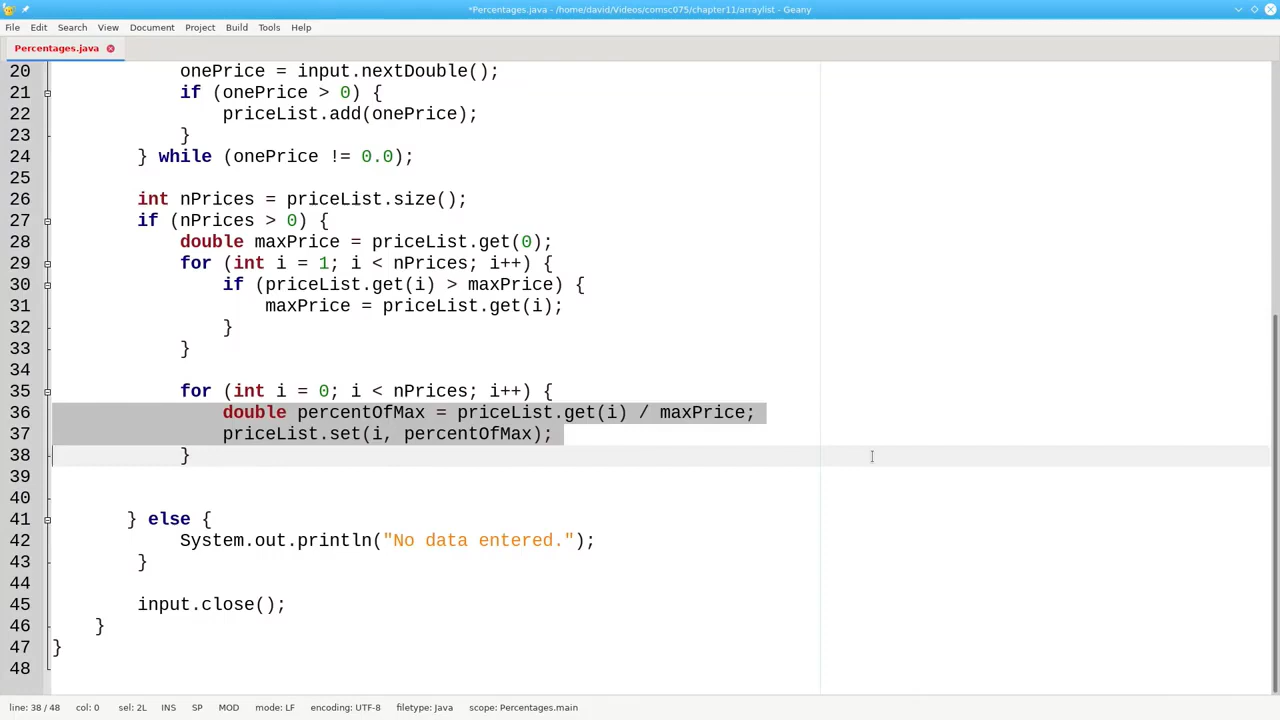 *Percentages.java - /home/david/Videos/comsc075/chapter11/arraylist - Geany
File Edit Search View Document Project Build Tools Help
Percentages.java
20 onePrice = input.nextDouble();
21 if (onePrice > 0) {
22 priceList.add(onePrice);
23 }
24 } while (onePrice != 0.0);
25
26 int nPrices = priceList.size();
27 if (nPrices > 0) {
28 double maxPrice = priceList.get(0);
29 for (int i = 1; i < nPrices; i++) {
30 if (priceList.get(i) > maxPrice) {
31 maxPrice = priceList.get(i);
32 }
33 }
34
35 for (int i = 0; i < nPrices; i++) {
36 double percentOfMax = priceList.get(i) / maxPrice;
37 priceList.set(i, percentOfMax);
38 }
39
40
41 } else {
42 System.out.println("No data entered.");
43 }
44
45 input.close();
46 }
47 }
48
line: 38 / 48 col: 0 sel: 2L INS SP MOD mode: LF encoding: UTF-8 filetype: Java scope: Percentages.main